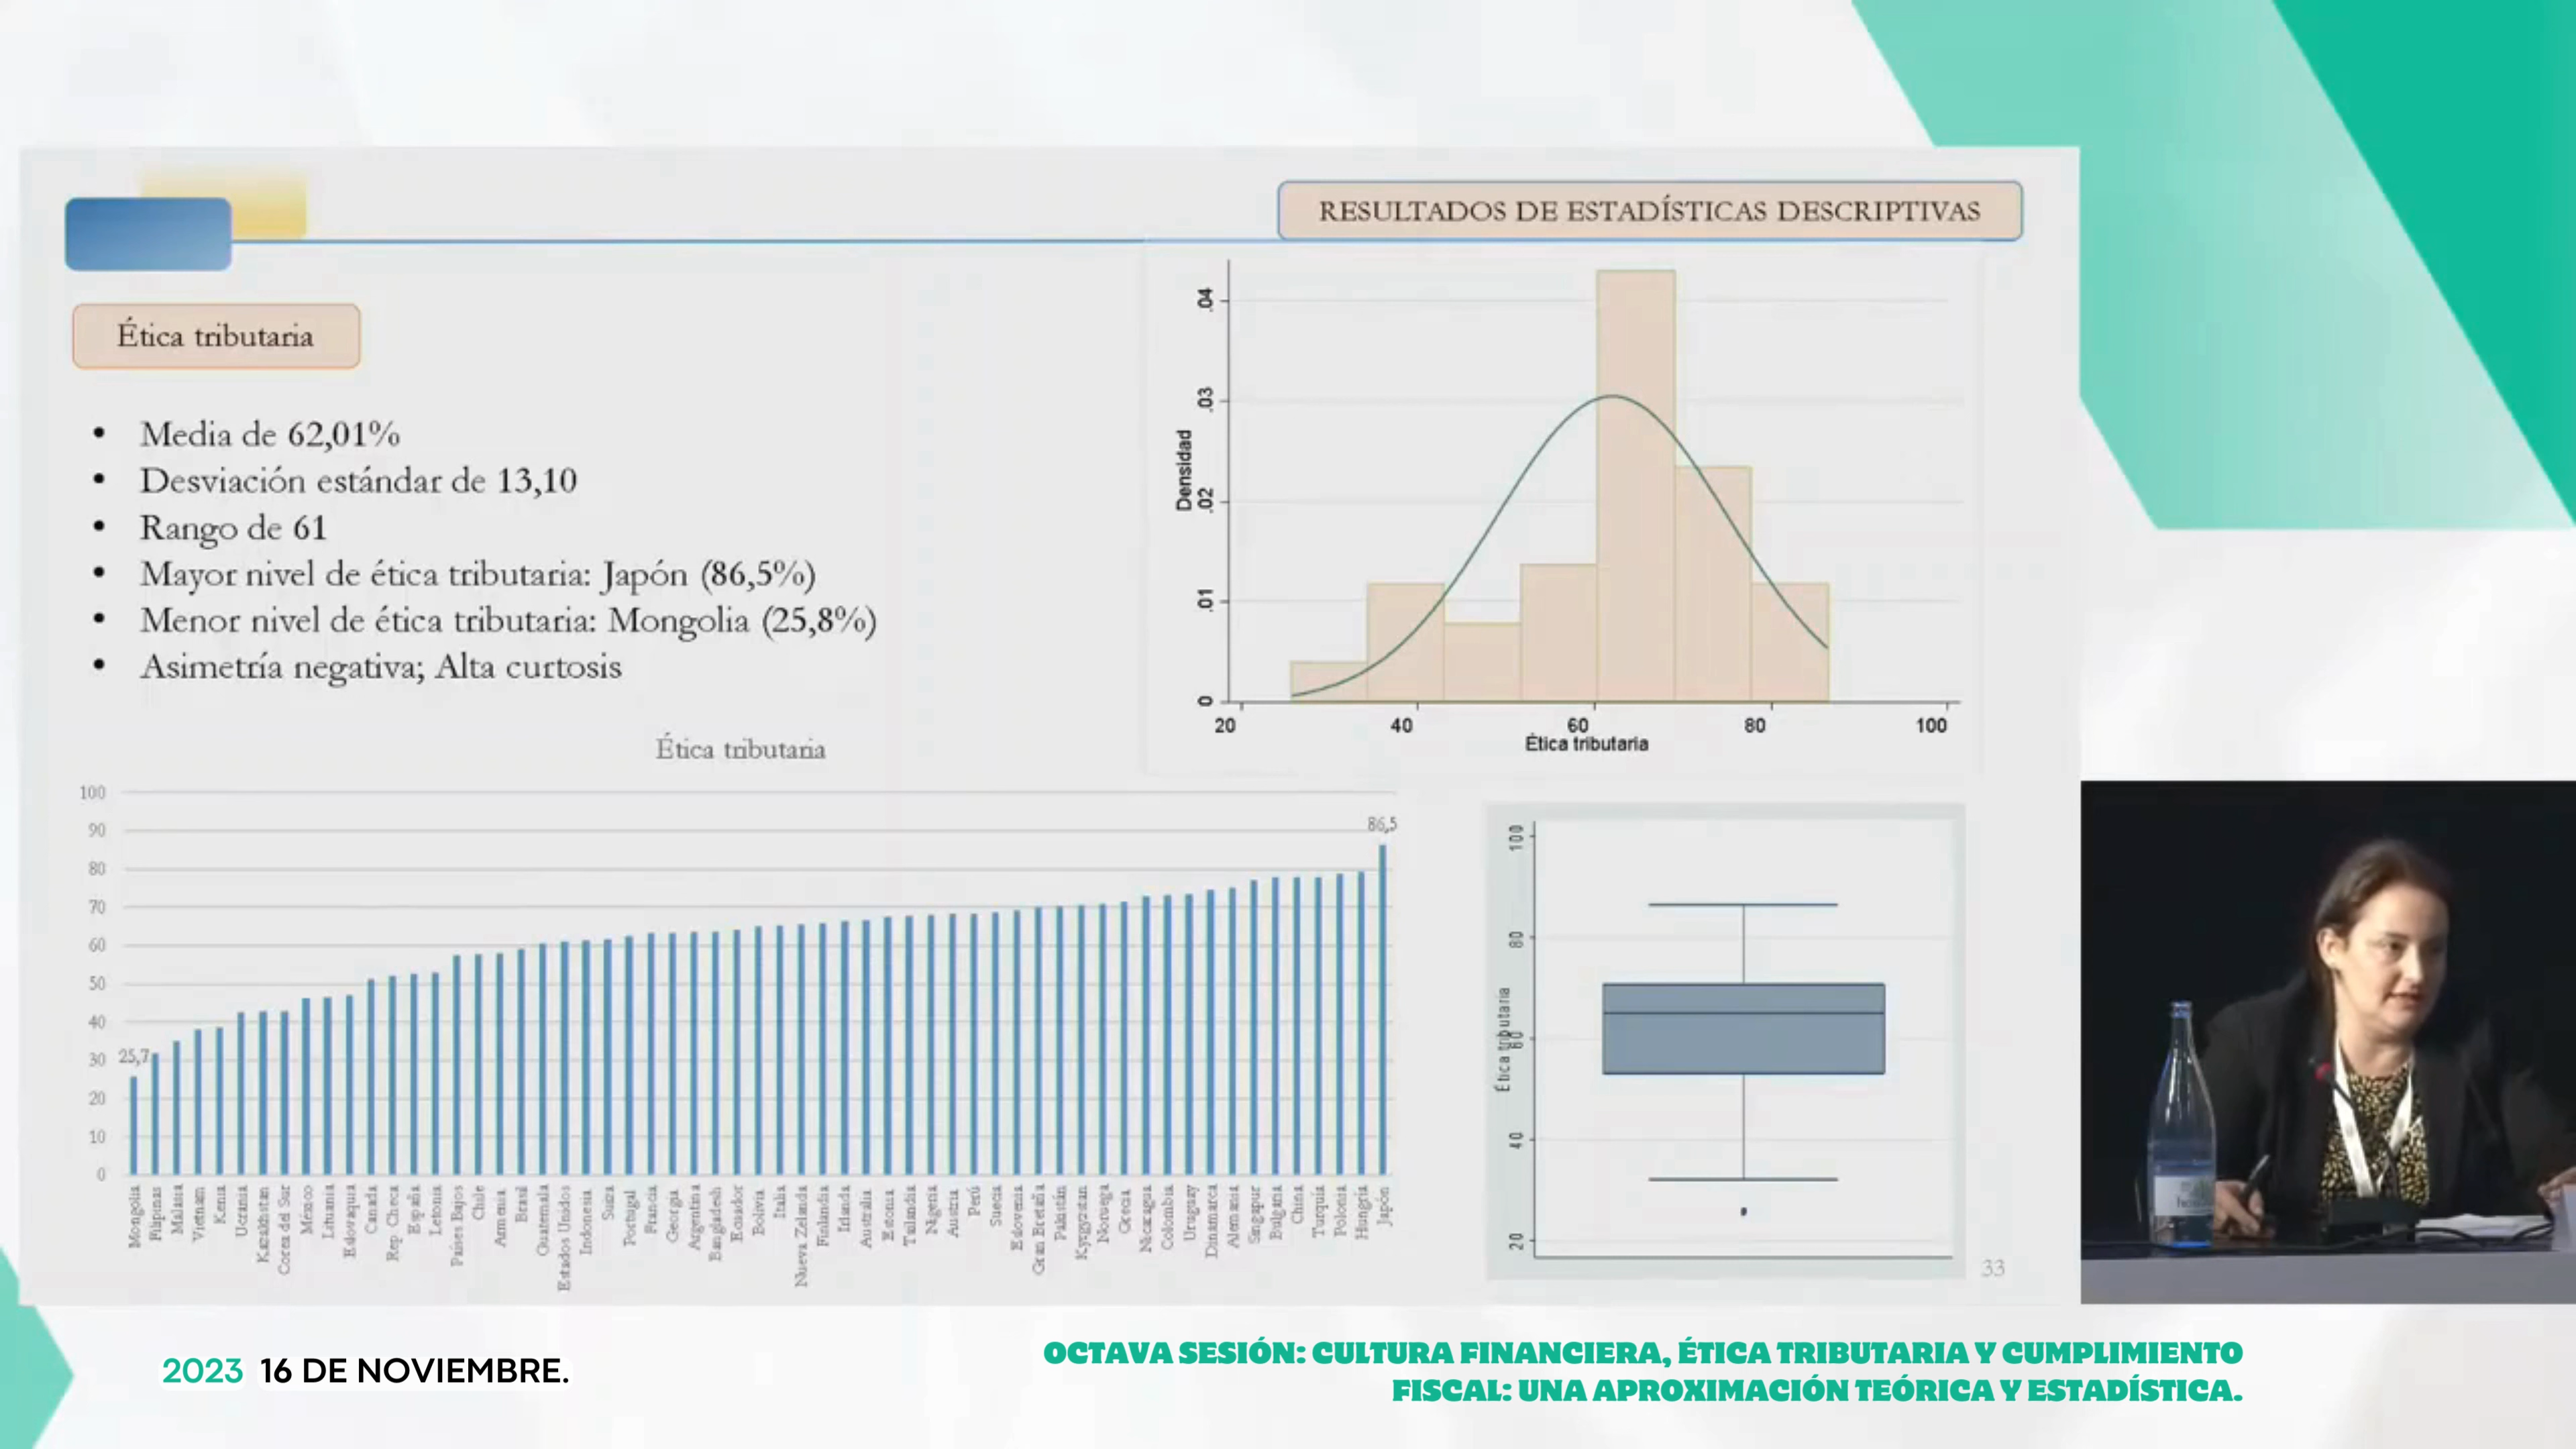 RESULTADOS DE ESTADÍSTICAS DESCRIPTIVAS
Ética tributaria
• Media de 62,01%
• Desviación estándar de 13,10
• Rango de 61
• Mayor nivel de ética tributaria: Japón (86,5%)
• Menor nivel de ética tributaria: Mongolia (25,8%)
• Asimetría negativa; Alta curtosis
Densidad
.04
.03
.02
.01
0
20 40 60 80 100
Ética tributaria
Ética tributaria
100
90
80
70
60
50
40
30
20
10
0
25,7
86,5
Mongolia
Filipinas
Malasia
Vietnam
Kenia
Ucrania
Kazakhstan
Corea del Sur
México
Lituania
Eslovaquia
Canada
Rep Checa
España
Letonia
Países Bajos
Chile
Armenia
Brasil
Guatemala
Estados Unidos
Indonesia
Suiza
Portugal
Francia
Georgia
Argentina
Bangladesh
Ecuador
Bolivia
Italia
Nueva Zelanda
Finlandia
Irlanda
Australia
Estonia
Tailandia
Nigeria
Austria
Perú
Suecia
Eslovenia
Gran Bretaña
Pakistán
Kyrgyzstan
Noruega
Grecia
Nicaragua
Colombia
Uruguay
Dinamarca
Alemania
Singapur
Bulgaria
China
Turquía
Polonia
Hungría
Japón
Ética tributaria
100
80
60
40
20
33
2023 16 DE NOVIEMBRE.
OCTAVA SESIÓN: CULTURA FINANCIERA, ÉTICA TRIBUTARIA Y CUMPLIMIENTO
FISCAL: UNA APROXIMACIÓN TEÓRICA Y ESTADÍSTICA.